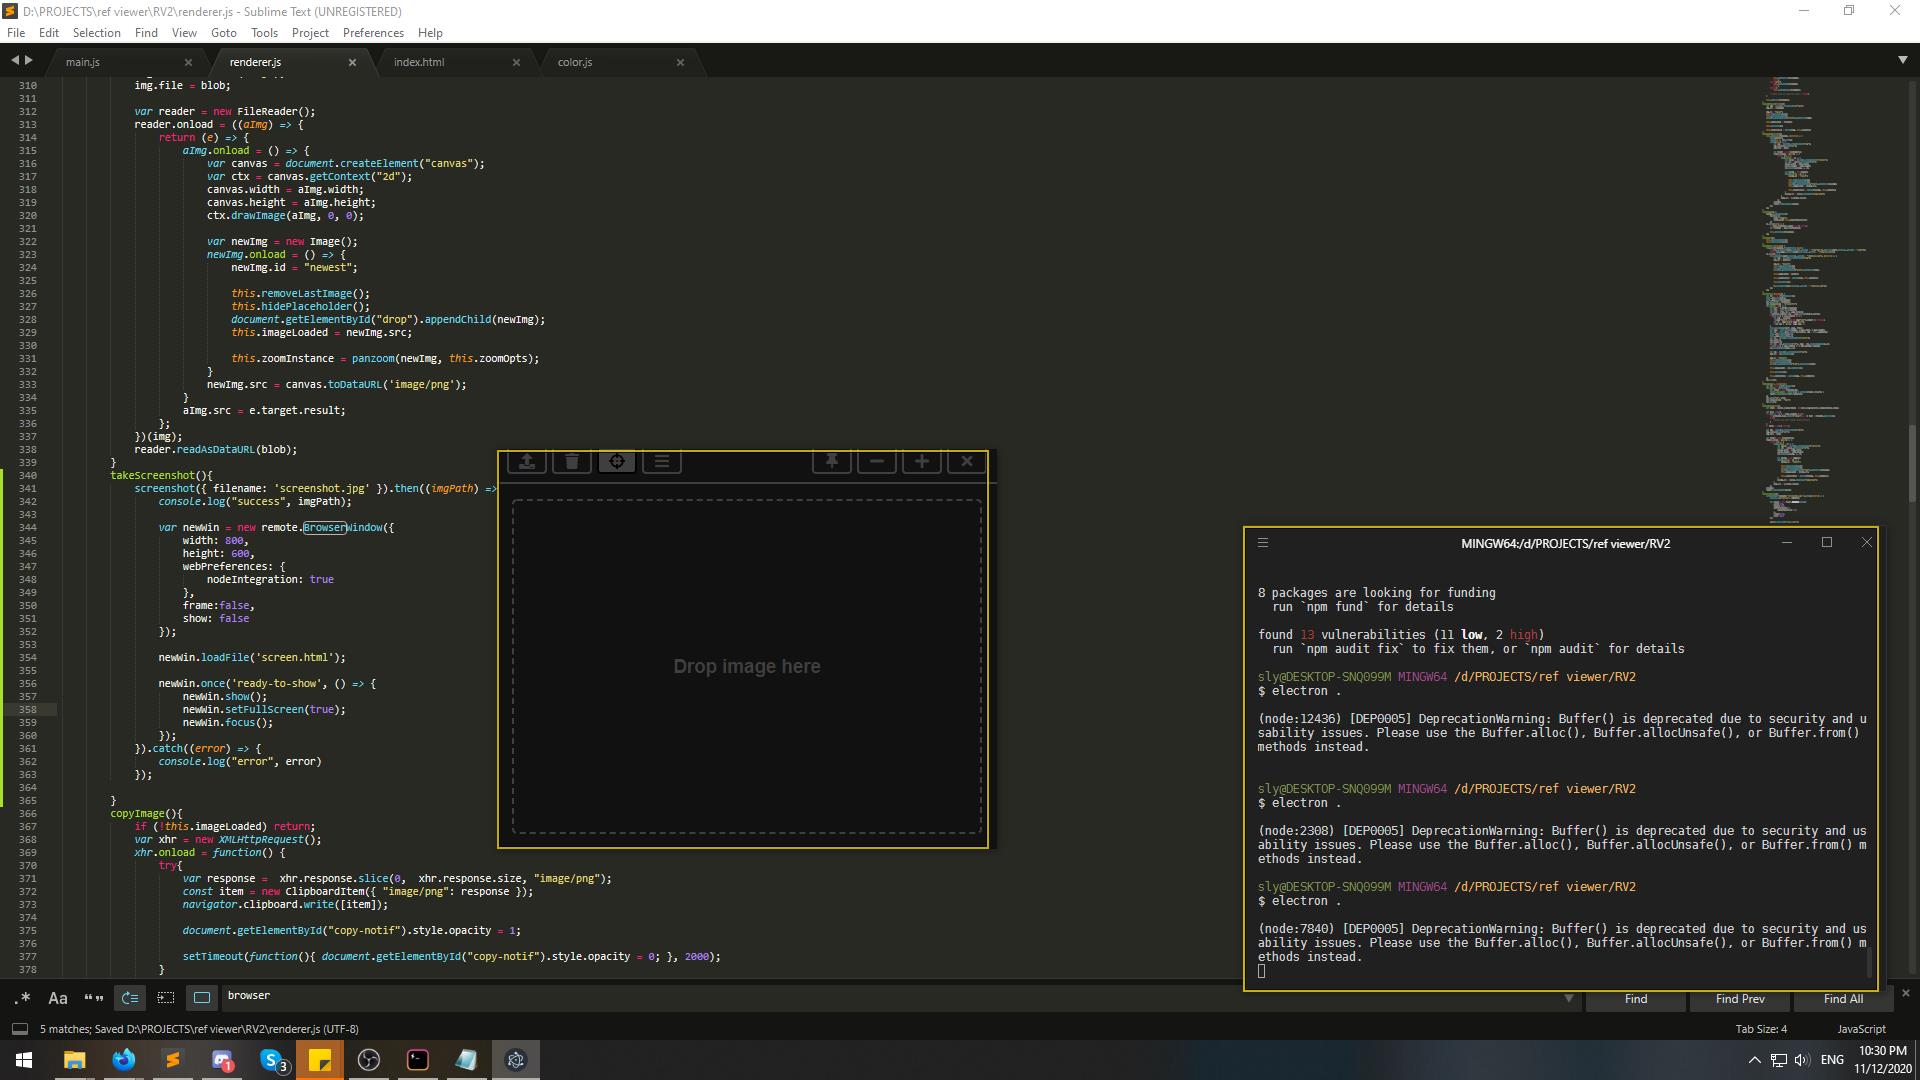 D:\PROJECTS\ref viewer\RV2\renderer.js - Sublime Text (UNREGISTERED)
File Edit Selection Find View Goto Tools Project Preferences Help
main.js × renderer.js × index.html × color.js ×
310 img.file = blob;
311
312 var reader = new FileReader();
313 reader.onload = ((aImg) => {
314 return (e) => {
315 aImg.onload = () => {
316 var canvas = document.createElement("canvas");
317 var ctx = canvas.getContext("2d");
318 canvas.width = aImg.width;
319 canvas.height = aImg.height;
320 ctx.drawImage(aImg, 0, 0);
321
322 var newImg = new Image();
323 newImg.onload = () => {
324 newImg.id = "newest";
325
326 this.removeLastImage();
327 this.hidePlaceholder();
328 document.getElementById("drop").appendChild(newImg);
329 this.imageLoaded = newImg.src;
330
331 this.zoomInstance = panzoom(newImg, this.zoomOpts);
332 }
333 newImg.src = canvas.toDataURL('image/png');
334 }
335 aImg.src = e.target.result;
336 };
337 })(img);
338 reader.readAsDataURL(blob);
339 }
340 takeScreenshot(){
341 screenshot({ filename: 'screenshot.jpg' }).then((imgPath) =>
342 console.log("success", imgPath);
343
344 var newWin = new remote.BrowserWindow({
345 width: 800,
346 height: 600,
347 webPreferences: {
348 nodeIntegration: true
349 },
350 frame:false,
351 show: false
352 });
353
354 newWin.loadFile('screen.html');
355
356 newWin.once('ready-to-show', () => {
357 newWin.show();
358 newWin.setFullScreen(true);
359 newWin.focus();
360 });
361 }).catch((error) => {
362 console.log("error", error)
363 });
364
365 }
366 copyImage(){
367 if (!this.imageLoaded) return;
368 var xhr = new XMLHttpRequest();
369 xhr.onload = function() {
370 try{
371 var response =  xhr.response.slice(0,  xhr.response.size, "image/png");
372 const item = new ClipboardItem({ "image/png": response });
373 navigator.clipboard.write([item]);
374
375 document.getElementById("copy-notif").style.opacity = 1;
376
377 setTimeout(function(){ document.getElementById("copy-notif").style.opacity = 0; }, 2000);
378 }
Drop image here
MINGW64:/d/PROJECTS/ref viewer/RV2
8 packages are looking for funding
run `npm fund` for details
found 13 vulnerabilities (11 low, 2 high)
run `npm audit fix` to fix them, or `npm audit` for details
sly@DESKTOP-SNQ099M MINGW64 /d/PROJECTS/ref viewer/RV2
$ electron .
(node:12436) [DEP0005] DeprecationWarning: Buffer() is deprecated due to security and u
sability issues. Please use the Buffer.alloc(), Buffer.allocUnsafe(), or Buffer.from()
methods instead.
sly@DESKTOP-SNQ099M MINGW64 /d/PROJECTS/ref viewer/RV2
$ electron .
(node:2308) [DEP0005] DeprecationWarning: Buffer() is deprecated due to security and us
ability issues. Please use the Buffer.alloc(), Buffer.allocUnsafe(), or Buffer.from() m
ethods instead.
sly@DESKTOP-SNQ099M MINGW64 /d/PROJECTS/ref viewer/RV2
$ electron .
(node:7840) [DEP0005] DeprecationWarning: Buffer() is deprecated due to security and us
ability issues. Please use the Buffer.alloc(), Buffer.allocUnsafe(), or Buffer.from() m
ethods instead.
.* Aa “” browser Find Find Prev Find All
5 matches; Saved D:\PROJECTS\ref viewer\RV2\renderer.js (UTF-8) Tab Size: 4 JavaScript
1 3 ENG 10:30 PM
11/12/2020